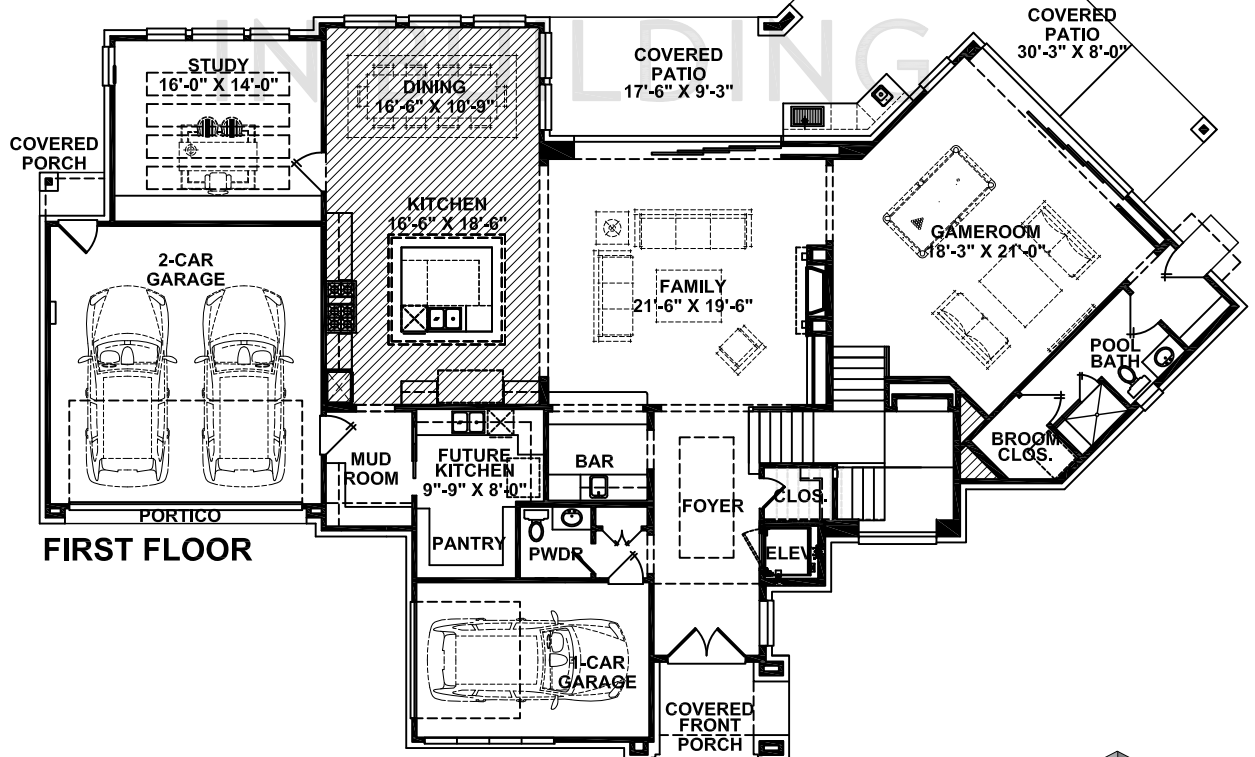 IN BUILDING
COVERED
PATIO
30'-3" X 8'-0"
STUDY
16'-0" X 14'-0"
DINING
16'-6" X 10'-9"
COVERED
PATIO
17'-6" X 9'-3"
COVERED
PORCH
KITCHEN
16'-6" X 18'-6"
GAMEROOM
18'-3" X 21'-0"
2-CAR
GARAGE
FAMILY
21'-6" X 19'-6"
POOL
BATH
BROOM
CLOS.
MUD
ROOM
FUTURE
KITCHEN
9'-9" X 8'-0"
BAR
CLOS.
FOYER
PORTICO
FIRST FLOOR
PANTRY
PWDR
ELEV.
1-CAR
GARAGE
COVERED
FRONT
PORCH